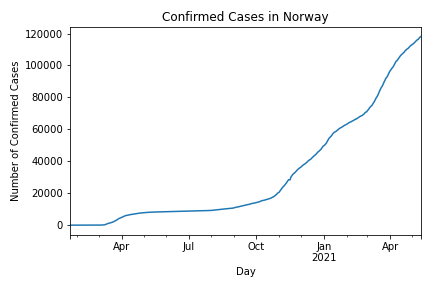 Confirmed Cases in Norway
120000
100000
80000
60000
40000
20000
0
Number of Confirmed Cases
Apr
Jul
Oct
Jan
2021
Apr
Day